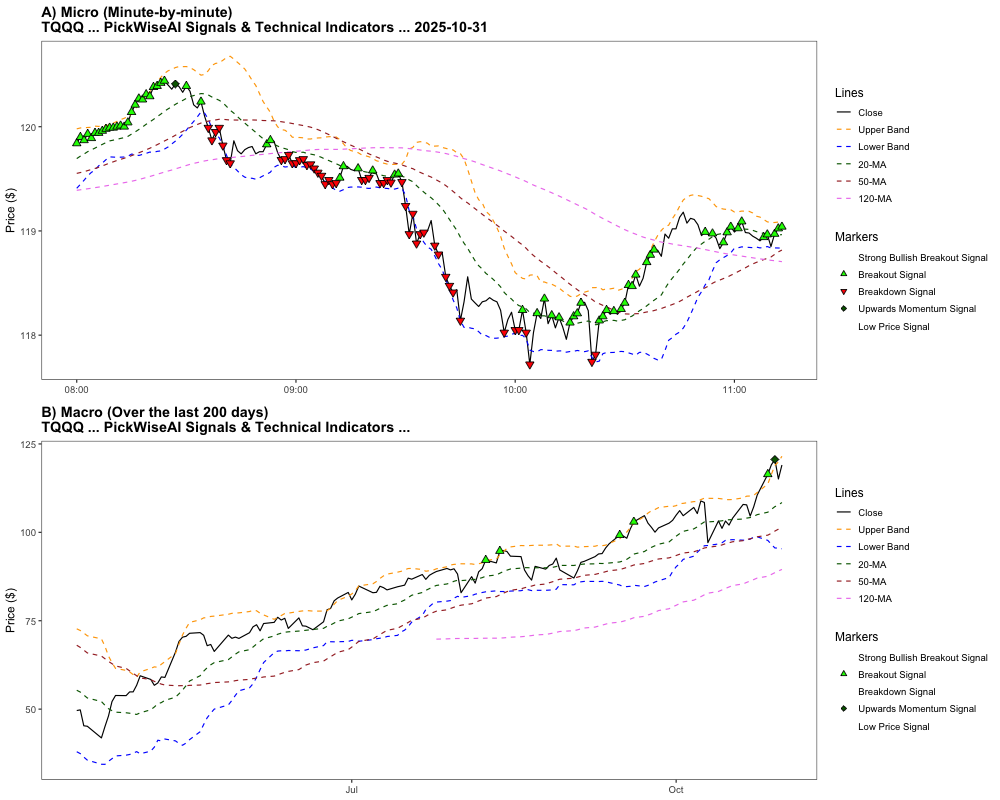 A) Micro (Minute-by-minute)
TQQQ ... PickWiseAI Signals & Technical Indicators ... 2025-10-31
Price ($)
120
119
118
08:00
09:00
10:00
11:00
Lines
Close
Upper Band
Lower Band
20-MA
50-MA
120-MA
Markers
Strong Bullish Breakout Signal
Breakout Signal
Breakdown Signal
Upwards Momentum Signal
Low Price Signal
B) Macro (Over the last 200 days)
TQQQ ... PickWiseAI Signals & Technical Indicators ...
Price ($)
125
100
75
50
Jul
Oct
Lines
Close
Upper Band
Lower Band
20-MA
50-MA
120-MA
Markers
Strong Bullish Breakout Signal
Breakout Signal
Breakdown Signal
Upwards Momentum Signal
Low Price Signal